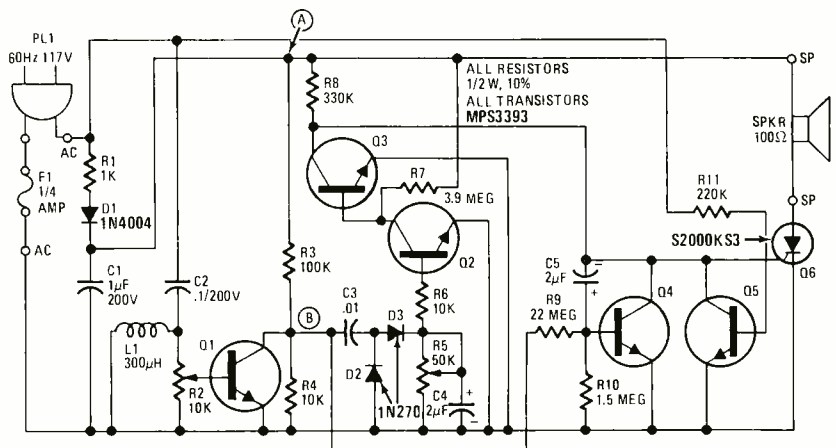 PL1
60Hz 117V
A
ALL RESISTORS
1/2 W, 10%
ALL TRANSISTORS
MPS3393
SP
R8
330K
Q3
SPKR
100Ω
AC
R1
1K
F1
1/4
AMP
D1
1N4004
R7
3.9 MEG
R11
220K
SP
S2000KS3
AC
C1
1μF
200V
C2
.1/200V
R3
100K
Q2
C5
2μF
−
+
Q4
Q5
Q6
B
C3
.01
D3
R6
10K
R9
22 MEG
L1
300μH
Q1
R2
10K
R4
10K
D2
1N270
R5
50K
C4
2μF
+
−
R10
1.5 MEG